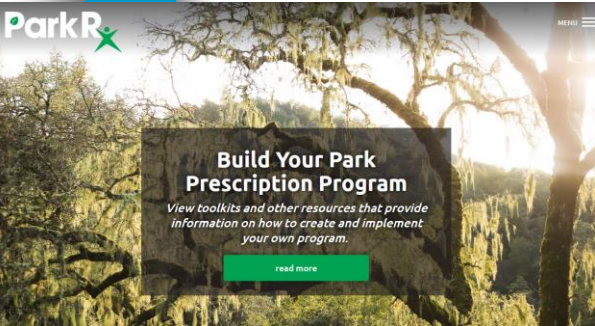 ParkRx
MENU
Build Your Park
Prescription Program
View toolkits and other resources that provide
information on how to create and implement
your own program.
read more